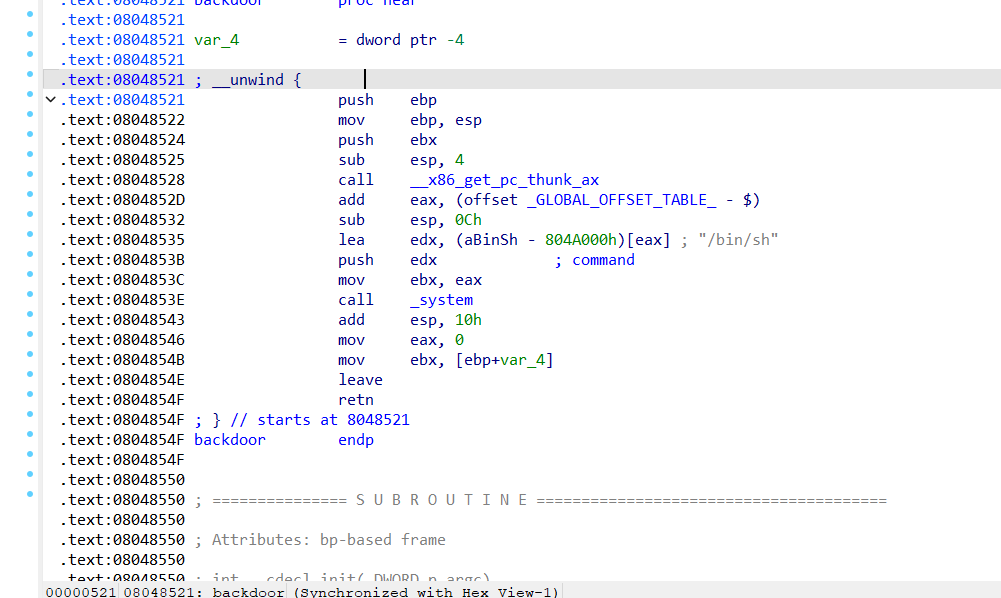 .text:08048521 backdoor proc near
.text:08048521
.text:08048521 var_4 = dword ptr -4
.text:08048521
.text:08048521 ; __unwind {
.text:08048521 push ebp
.text:08048522 mov ebp, esp
.text:08048524 push ebx
.text:08048525 sub esp, 4
.text:08048528 call __x86_get_pc_thunk_ax
.text:0804852D add eax, (offset _GLOBAL_OFFSET_TABLE_ - $)
.text:08048532 sub esp, 0Ch
.text:08048535 lea edx, (aBinSh - 804A000h)[eax] ; "/bin/sh"
.text:0804853B push edx ; command
.text:0804853C mov ebx, eax
.text:0804853E call _system
.text:08048543 add esp, 10h
.text:08048546 mov eax, 0
.text:0804854B mov ebx, [ebp+var_4]
.text:0804854E leave
.text:0804854F retn
.text:0804854F ; } // starts at 8048521
.text:0804854F backdoor endp
.text:0804854F
.text:08048550
.text:08048550 ; =============== S U B R O U T I N E =======================================
.text:08048550
.text:08048550 ; Attributes: bp-based frame
.text:08048550
.text:08048550 ; int __cdecl init(_DWORD n argc)
00000521 08048521: backdoor (Synchronized with Hex View-1)